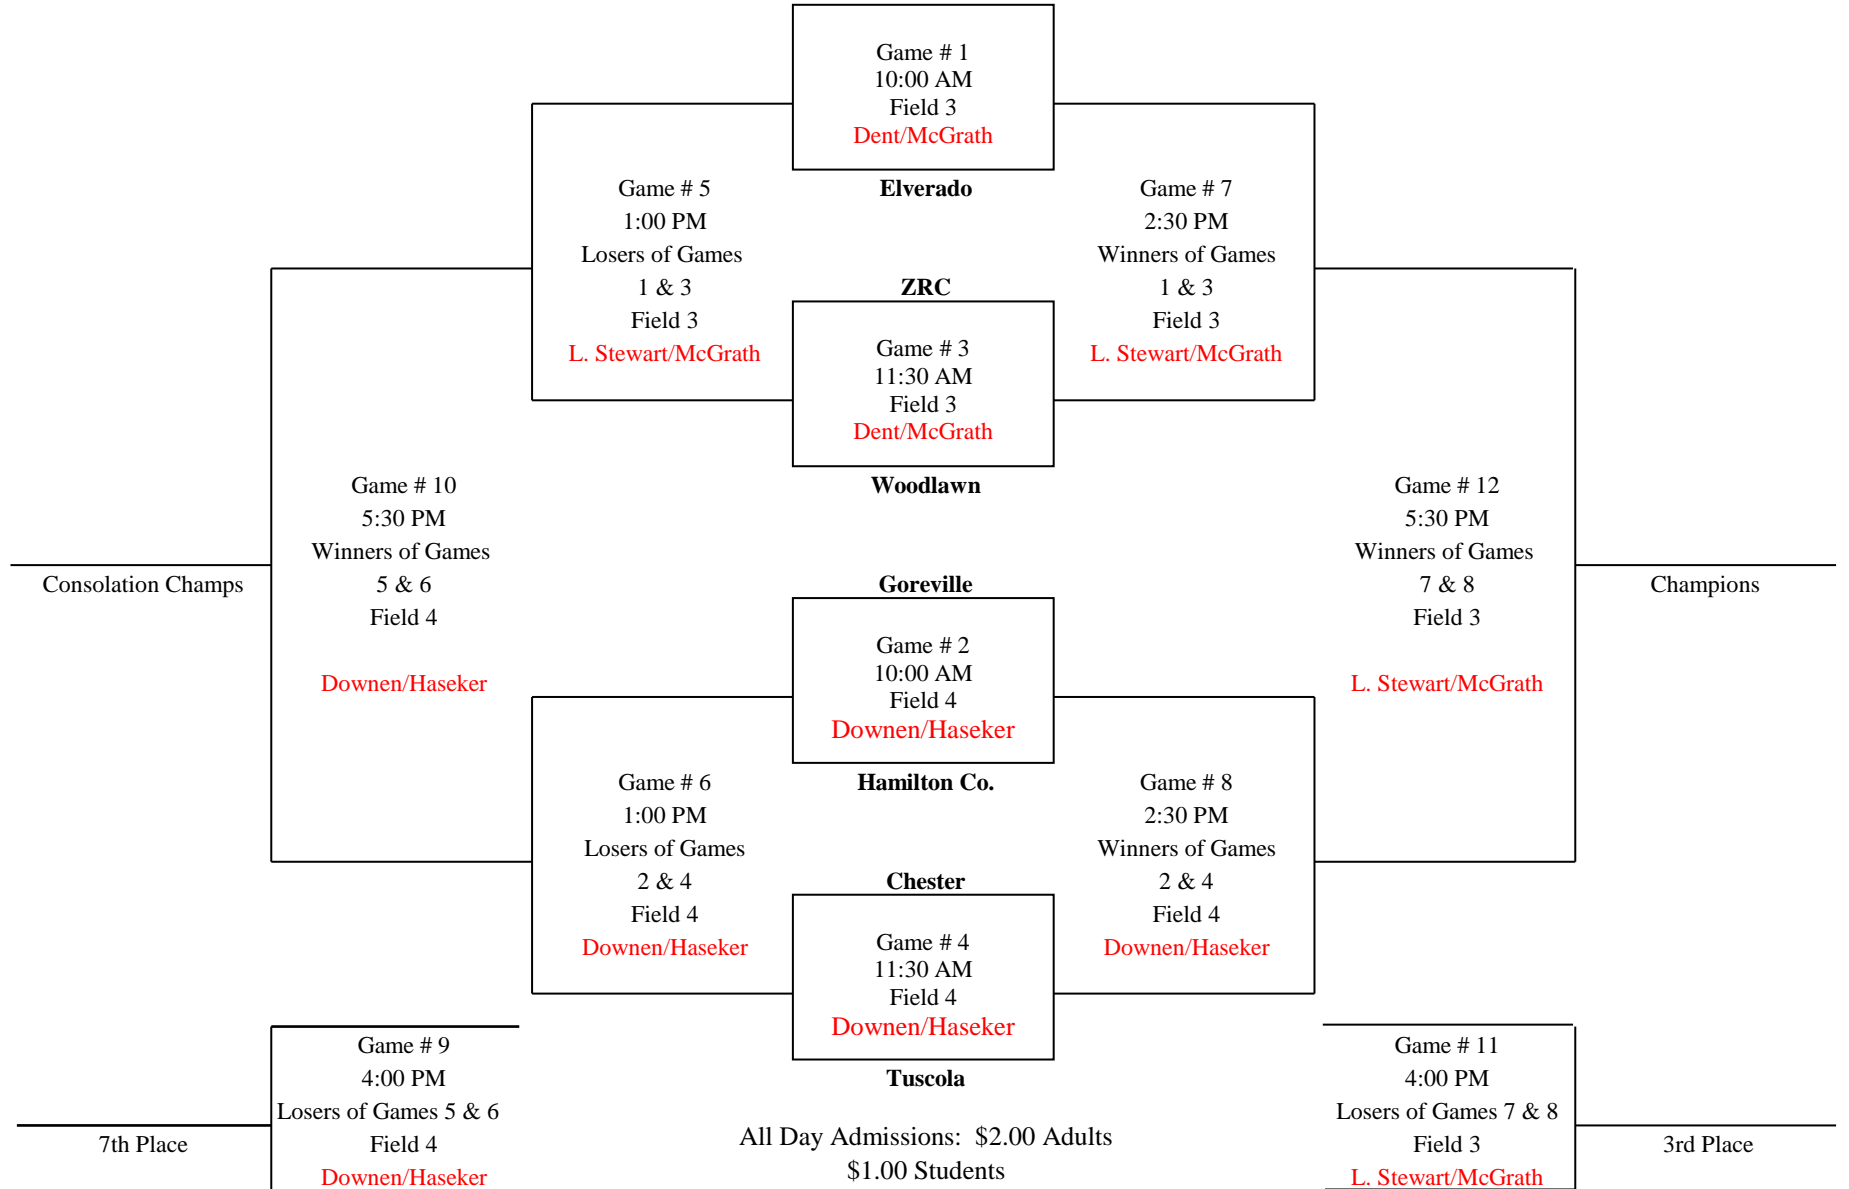 Game # 1
10:00 AM
Field 3
Dent/McGrath
Elverado
Game # 5
1:00 PM
Losers of Games
1 & 3
Field 3
L. Stewart/McGrath
Game # 7
2:30 PM
Winners of Games
1 & 3
Field 3
L. Stewart/McGrath
ZRC
Game # 3
11:30 AM
Field 3
Dent/McGrath
Woodlawn
Game # 10
5:30 PM
Winners of Games
5 & 6
Field 4
Downen/Haseker
Consolation Champs
Game # 12
5:30 PM
Winners of Games
7 & 8
Field 3
L. Stewart/McGrath
Champions
Goreville
Game # 2
10:00 AM
Field 4
Downen/Haseker
Hamilton Co.
Game # 6
1:00 PM
Losers of Games
2 & 4
Field 4
Downen/Haseker
Game # 8
2:30 PM
Winners of Games
2 & 4
Field 4
Downen/Haseker
Chester
Game # 4
11:30 AM
Field 4
Downen/Haseker
Tuscola
Game # 9
4:00 PM
Losers of Games 5 & 6
Field 4
Downen/Haseker
7th Place
Game # 11
4:00 PM
Losers of Games 7 & 8
Field 3
L. Stewart/McGrath
3rd Place
All Day Admissions:  $2.00 Adults
$1.00 Students